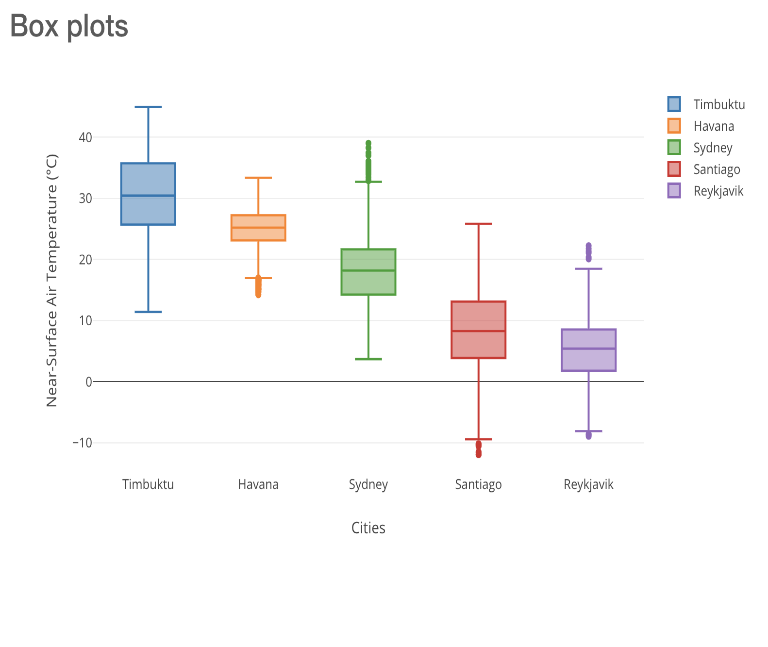 Box plots
Near-Surface Air Temperature (°C)
40
30
20
10
0
−10
Timbuktu Havana Sydney Santiago Reykjavik
Cities
Timbuktu
Havana
Sydney
Santiago
Reykjavik